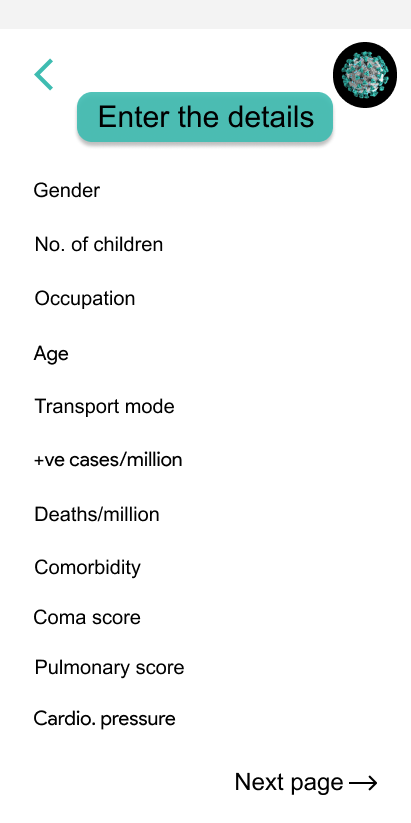 Enter the details
Gender
No. of children
Occupation
Age
Transport mode
+ve cases/million
Deaths/million
Comorbidity
Coma score
Pulmonary score
Cardio. pressure
Next page